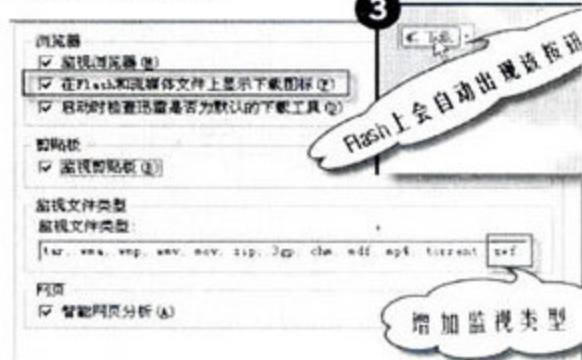 3
浏览器
监视浏览器(B)
在Flash和流媒体文件上显示下载图标(F)
启动时检查迅雷是否为默认的下载工具(Q)
下载
Flash上会自动出现该按钮
剪贴板
监视剪贴板(D)
监视文件类型
监视文件类型:
tar, wma, wmp, wmv, mov, zip, 3gp, chm, mdf, mp4, torrent, swf
网页
智能网页分析(A)
增加监视类型